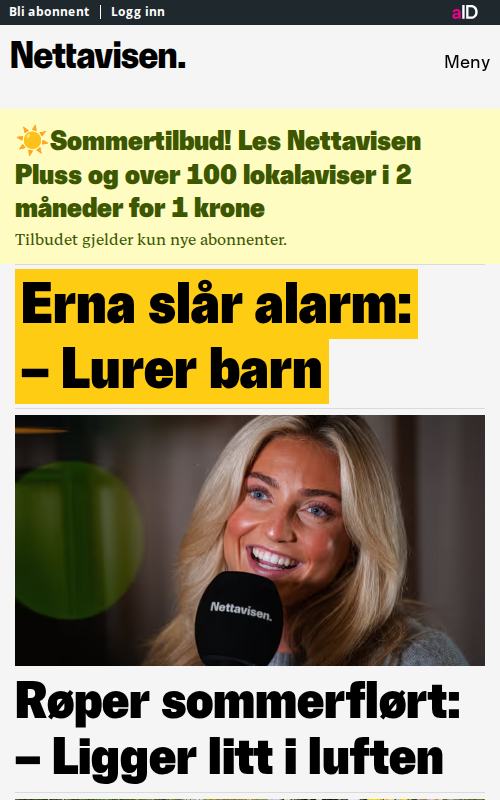 Bli abonnent
Logg inn
aID
Nettavisen.
Meny
☀️Sommertilbud! Les Nettavisen
Pluss og over 100 lokalaviser i 2
måneder for 1 krone
Tilbudet gjelder kun nye abonnenter.
Erna slår alarm:
– Lurer barn
Nettavisen.
Røper sommerflørt:
– Ligger litt i luften